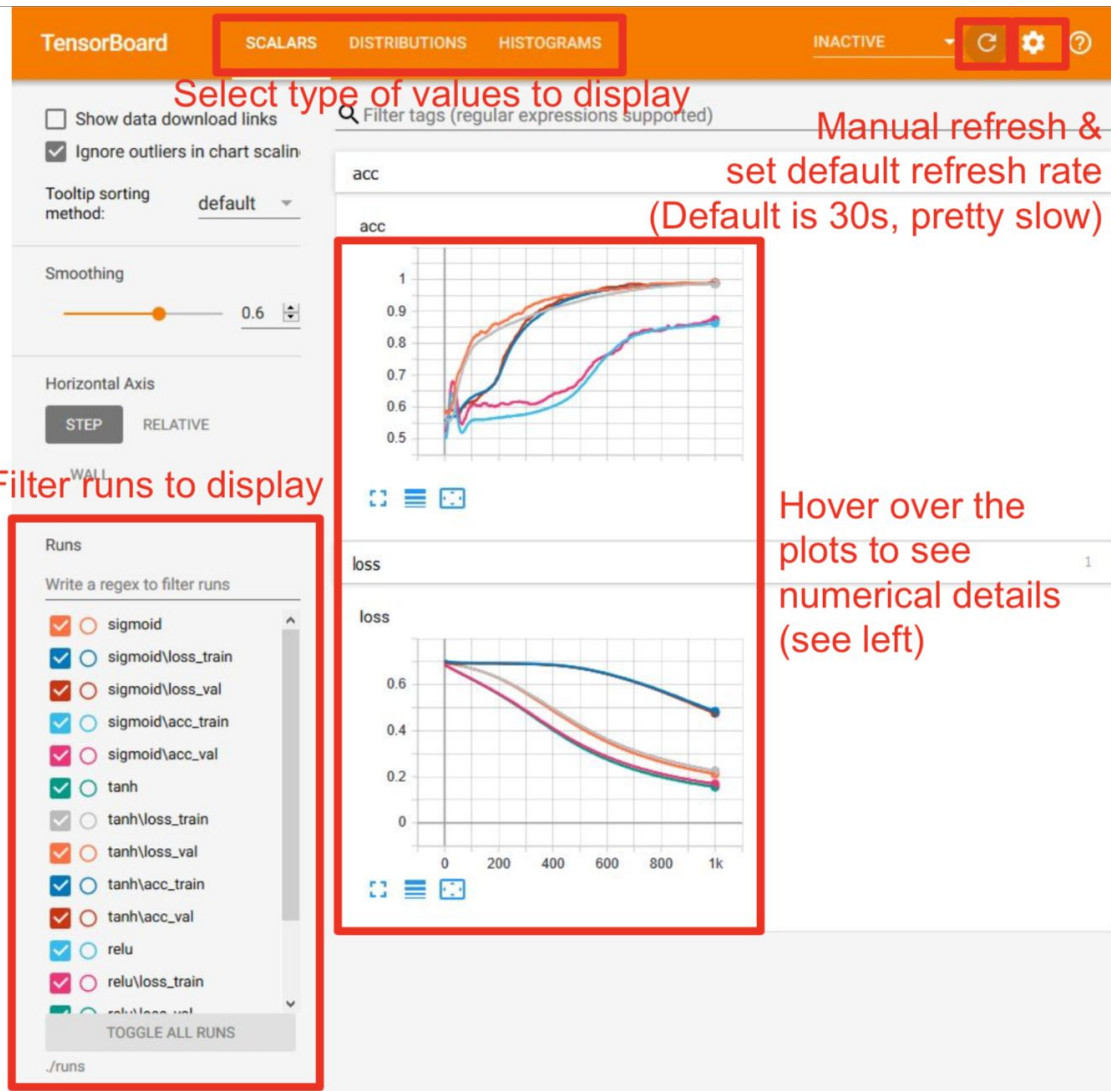 TensorBoard SCALARS DISTRIBUTIONS HISTOGRAMS INACTIVE
Select type of values to display
Show data download links
Filter tags (regular expressions supported)
Manual refresh &
set default refresh rate
(Default is 30s, pretty slow)
Ignore outliers in chart scalin
Tooltip sorting
method:
default
acc
acc
Smoothing
0.6
1
0.9
0.8
0.7
0.6
0.5
Horizontal Axis
STEP RELATIVE
WALL
Filter runs to display
Hover over the
plots to see
numerical details
(see left)
Runs
Write a regex to filter runs
sigmoid
sigmoid\loss_train
sigmoid\loss_val
sigmoid\acc_train
sigmoid\acc_val
tanh
tanh\loss_train
tanh\loss_val
tanh\acc_train
tanh\acc_val
relu
relu\loss_train
TOGGLE ALL RUNS
./runs
loss 1
loss
0.6
0.4
0.2
0
0 200 400 600 800 1k